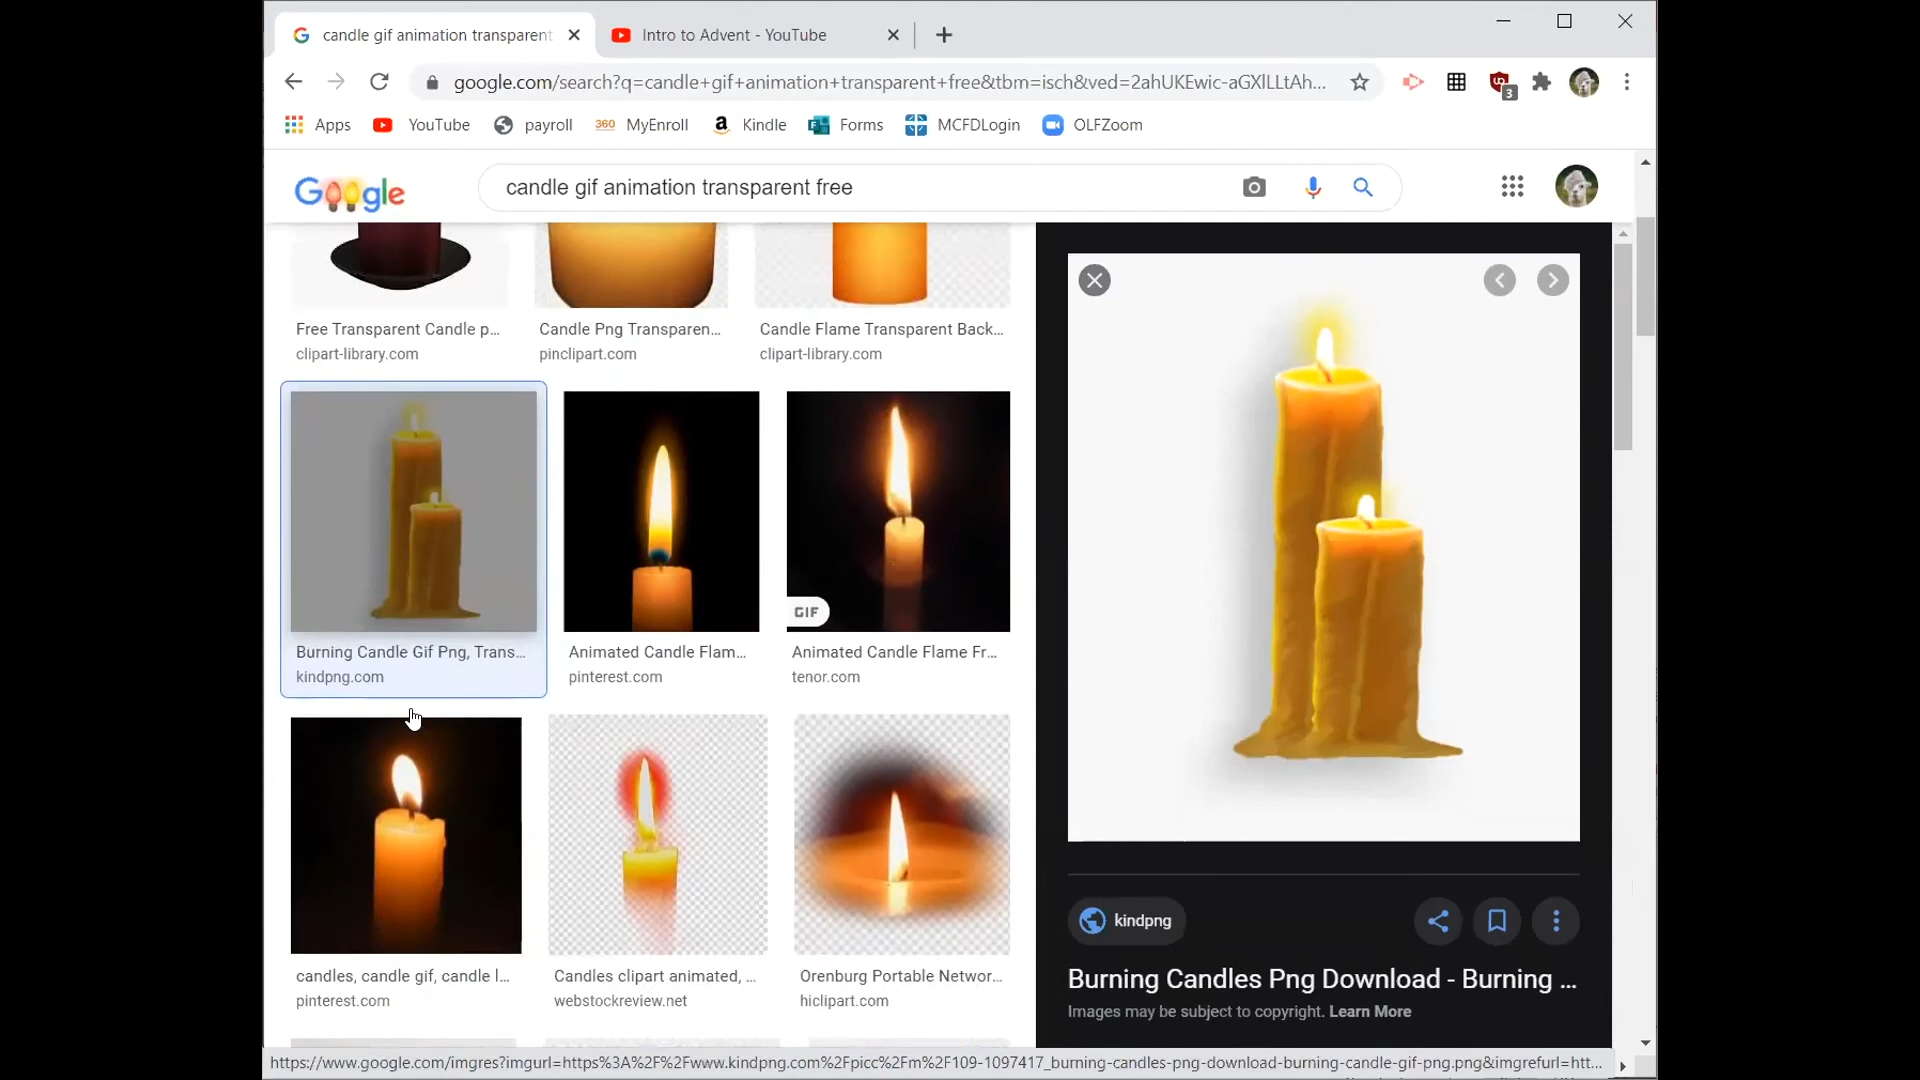 candle gif animation transparent
Intro to Advent - YouTube
google.com/search?q=candle+gif+animation+transparent+free&tbm=isch&ved=2ahUKEwic-aGXlLLtAh...
3
Apps
YouTube
payroll
360 MyEnroll
Kindle
Forms
MCFDLogin
OLFZoom
Google
candle gif animation transparent free
Free Transparent Candle p...
clipart-library.com
Candle Png Transparen...
pinclipart.com
Candle Flame Transparent Back...
clipart-library.com
GIF
Burning Candle Gif Png, Trans...
kindpng.com
Animated Candle Flam...
pinterest.com
Animated Candle Flame Fr...
tenor.com
candles, candle gif, candle l...
pinterest.com
Candles clipart animated, ...
webstockreview.net
Orenburg Portable Networ...
hiclipart.com
kindpng
Burning Candles Png Download - Burning ...
Images may be subject to copyright. Learn More
https://www.google.com/imgres?imgurl=https%3A%2F%2Fwww.kindpng.com%2Fpicc%2Fm%2F109-1097417_burning-candles-png-download-burning-candle-gif-png.png&imgrefurl=htt...